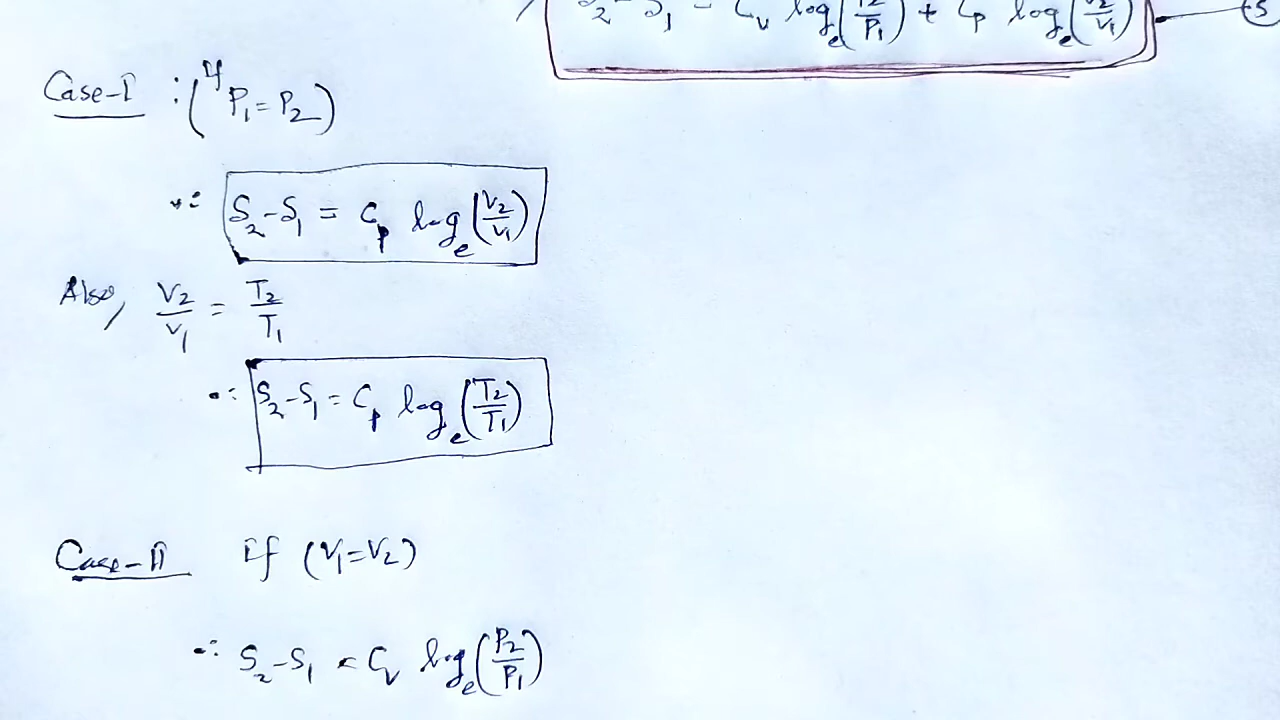 S₂ - S₁ = Cᵥ logₑ(P₂/P₁) + Cₚ logₑ(V₂/V₁) → (5)
Case-I : (If P₁ = P₂)
∴ S₂ - S₁ = Cₚ logₑ(V₂/V₁)
Also, V₂/V₁ = T₂/T₁
∴ S₂ - S₁ = Cₚ logₑ(T₂/T₁)
Case-II If (V₁ = V₂)
∴ S₂ - S₁ = Cᵥ logₑ(P₂/P₁)